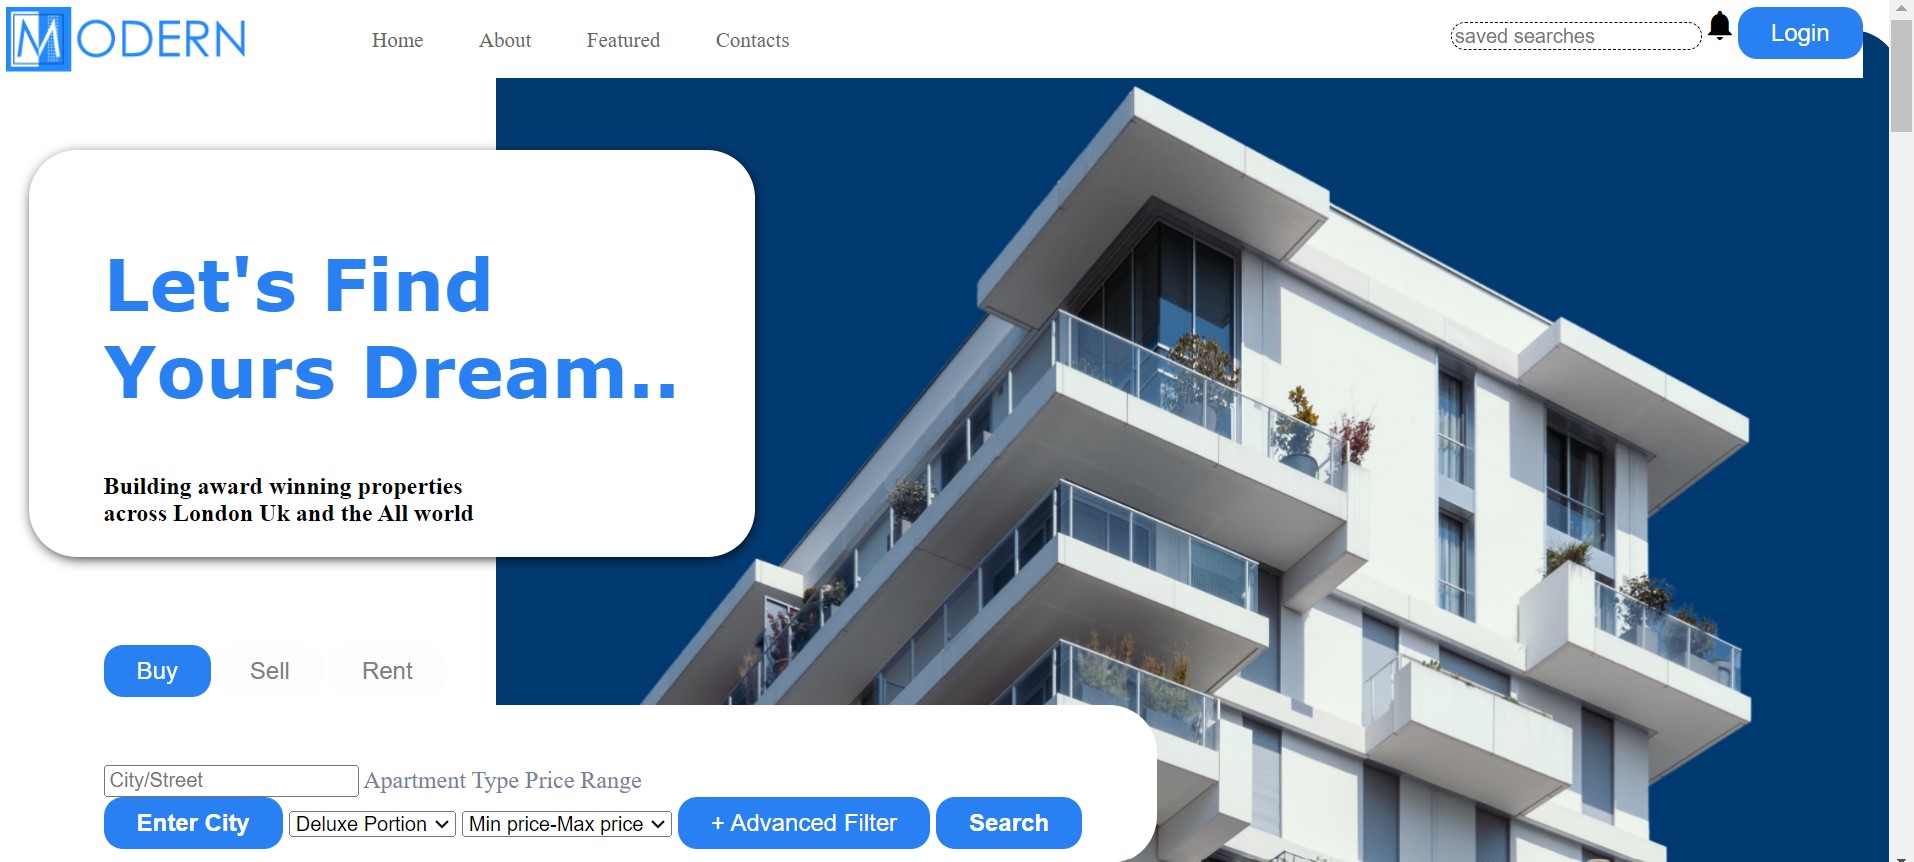 MODERN
Home About Featured Contacts
saved searches
Login
Let's Find
Yours Dream..
Building award winning properties
across London Uk and the All world
Buy Sell Rent
City/Street Apartment Type Price Range
Enter City Deluxe Portion Min price-Max price + Advanced Filter Search